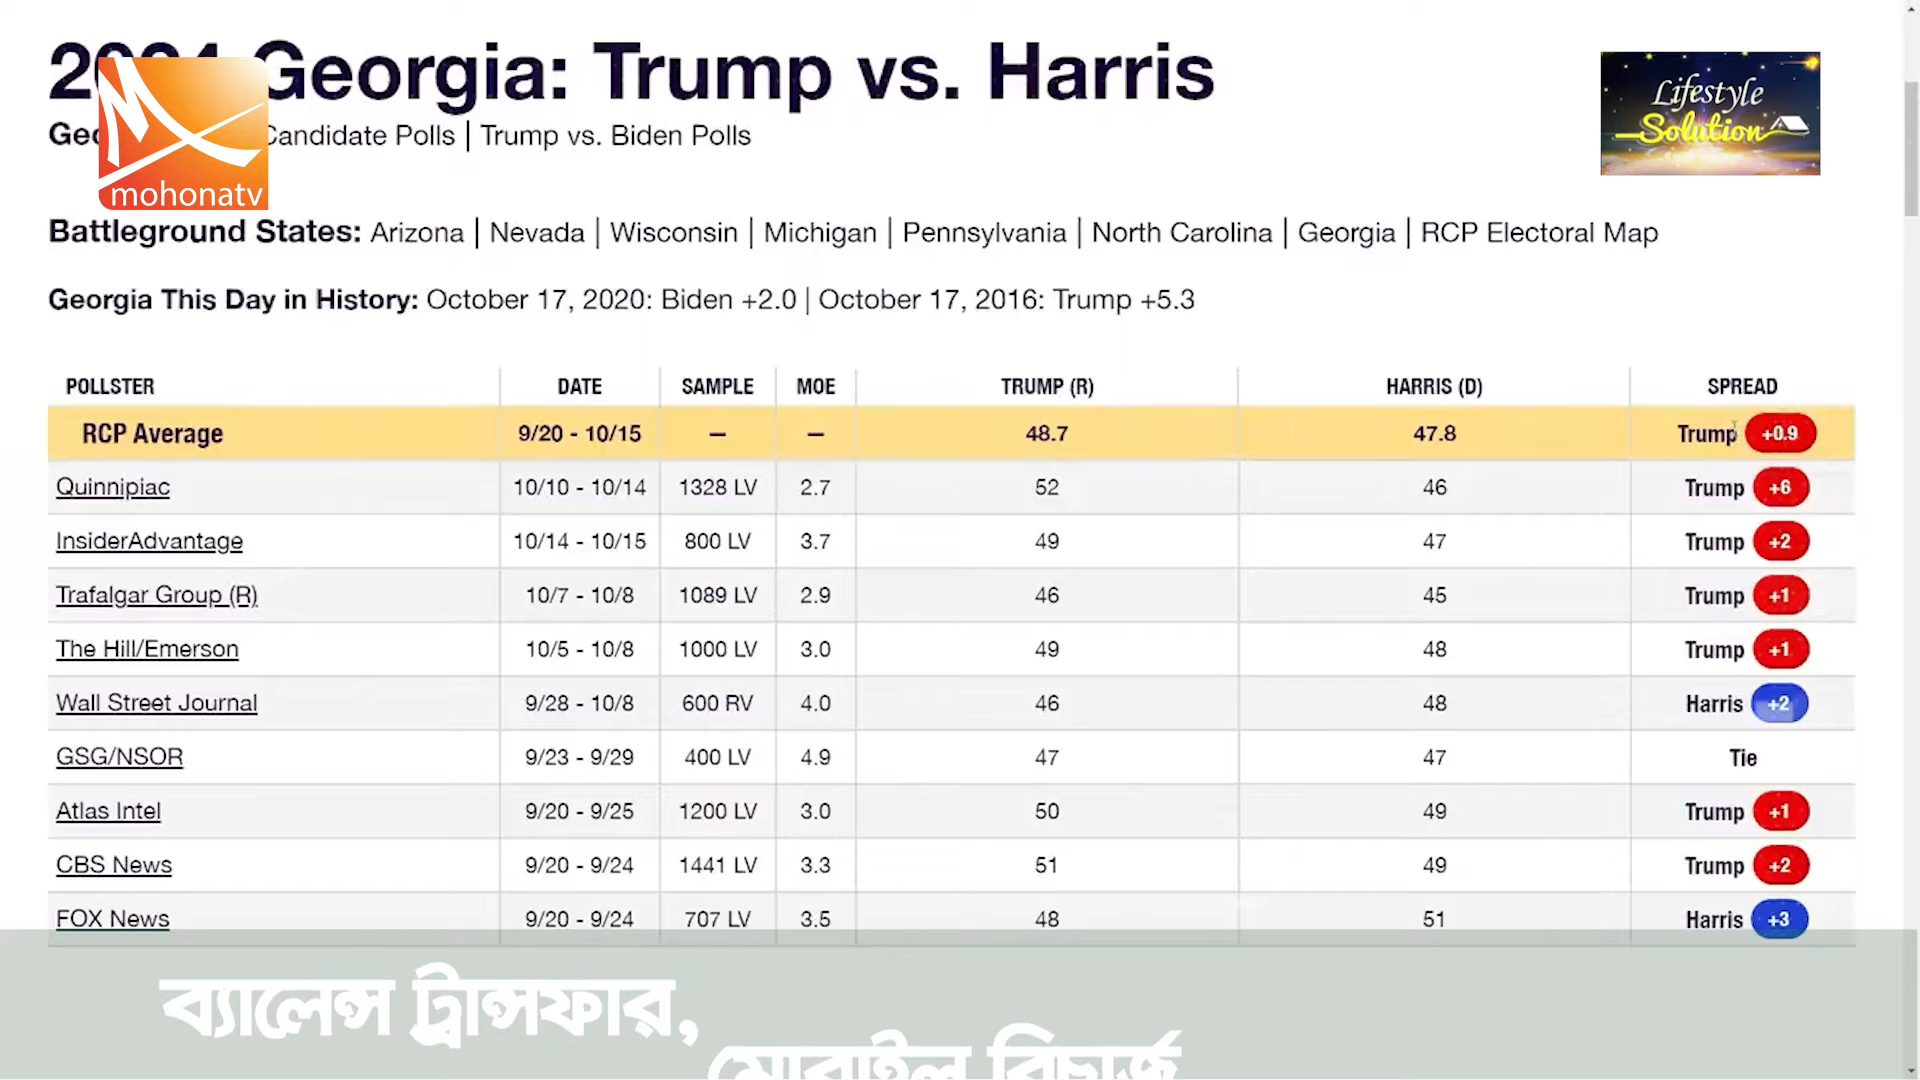 Georgia: Trump vs. Harris
Candidate Polls | Trump vs. Biden Polls
mohonatv
Lifestyle
Solution
Battleground States: Arizona | Nevada | Wisconsin | Michigan | Pennsylvania | North Carolina | Georgia | RCP Electoral Map
Georgia This Day in History: October 17, 2020: Biden +2.0 | October 17, 2016: Trump +5.3
POLLSTER DATE SAMPLE MOE TRUMP (R) HARRIS (D) SPREAD
RCP Average 9/20 - 10/15 — — 48.7 47.8 Trump +0.9
Quinnipiac 10/10 - 10/14 1328 LV 2.7 52 46 Trump +6
InsiderAdvantage 10/14 - 10/15 800 LV 3.7 49 47 Trump +2
Trafalgar Group (R) 10/7 - 10/8 1089 LV 2.9 46 45 Trump +1
The Hill/Emerson 10/5 - 10/8 1000 LV 3.0 49 48 Trump +1
Wall Street Journal 9/28 - 10/8 600 RV 4.0 46 48 Harris +2
GSG/NSOR 9/23 - 9/29 400 LV 4.9 47 47 Tie
Atlas Intel 9/20 - 9/25 1200 LV 3.0 50 49 Trump +1
CBS News 9/20 - 9/24 1441 LV 3.3 51 49 Trump +2
FOX News 9/20 - 9/24 707 LV 3.5 48 51 Harris +3
ব্যালেন্স ট্রান্সফার,
মোবাইল রিচার্জ